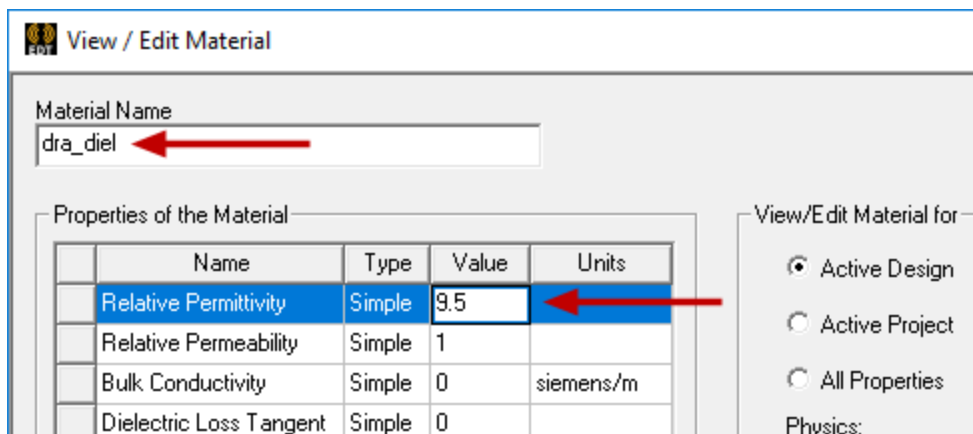 EDT
View / Edit Material
Material Name
dra_diel
Properties of the Material
View/Edit Material for
Name Type Value Units
Relative Permittivity Simple 9.5
Relative Permeability Simple 1
Bulk Conductivity Simple 0 siemens/m
Dielectric Loss Tangent Simple 0
Active Design
Active Project
All Properties
Physics: